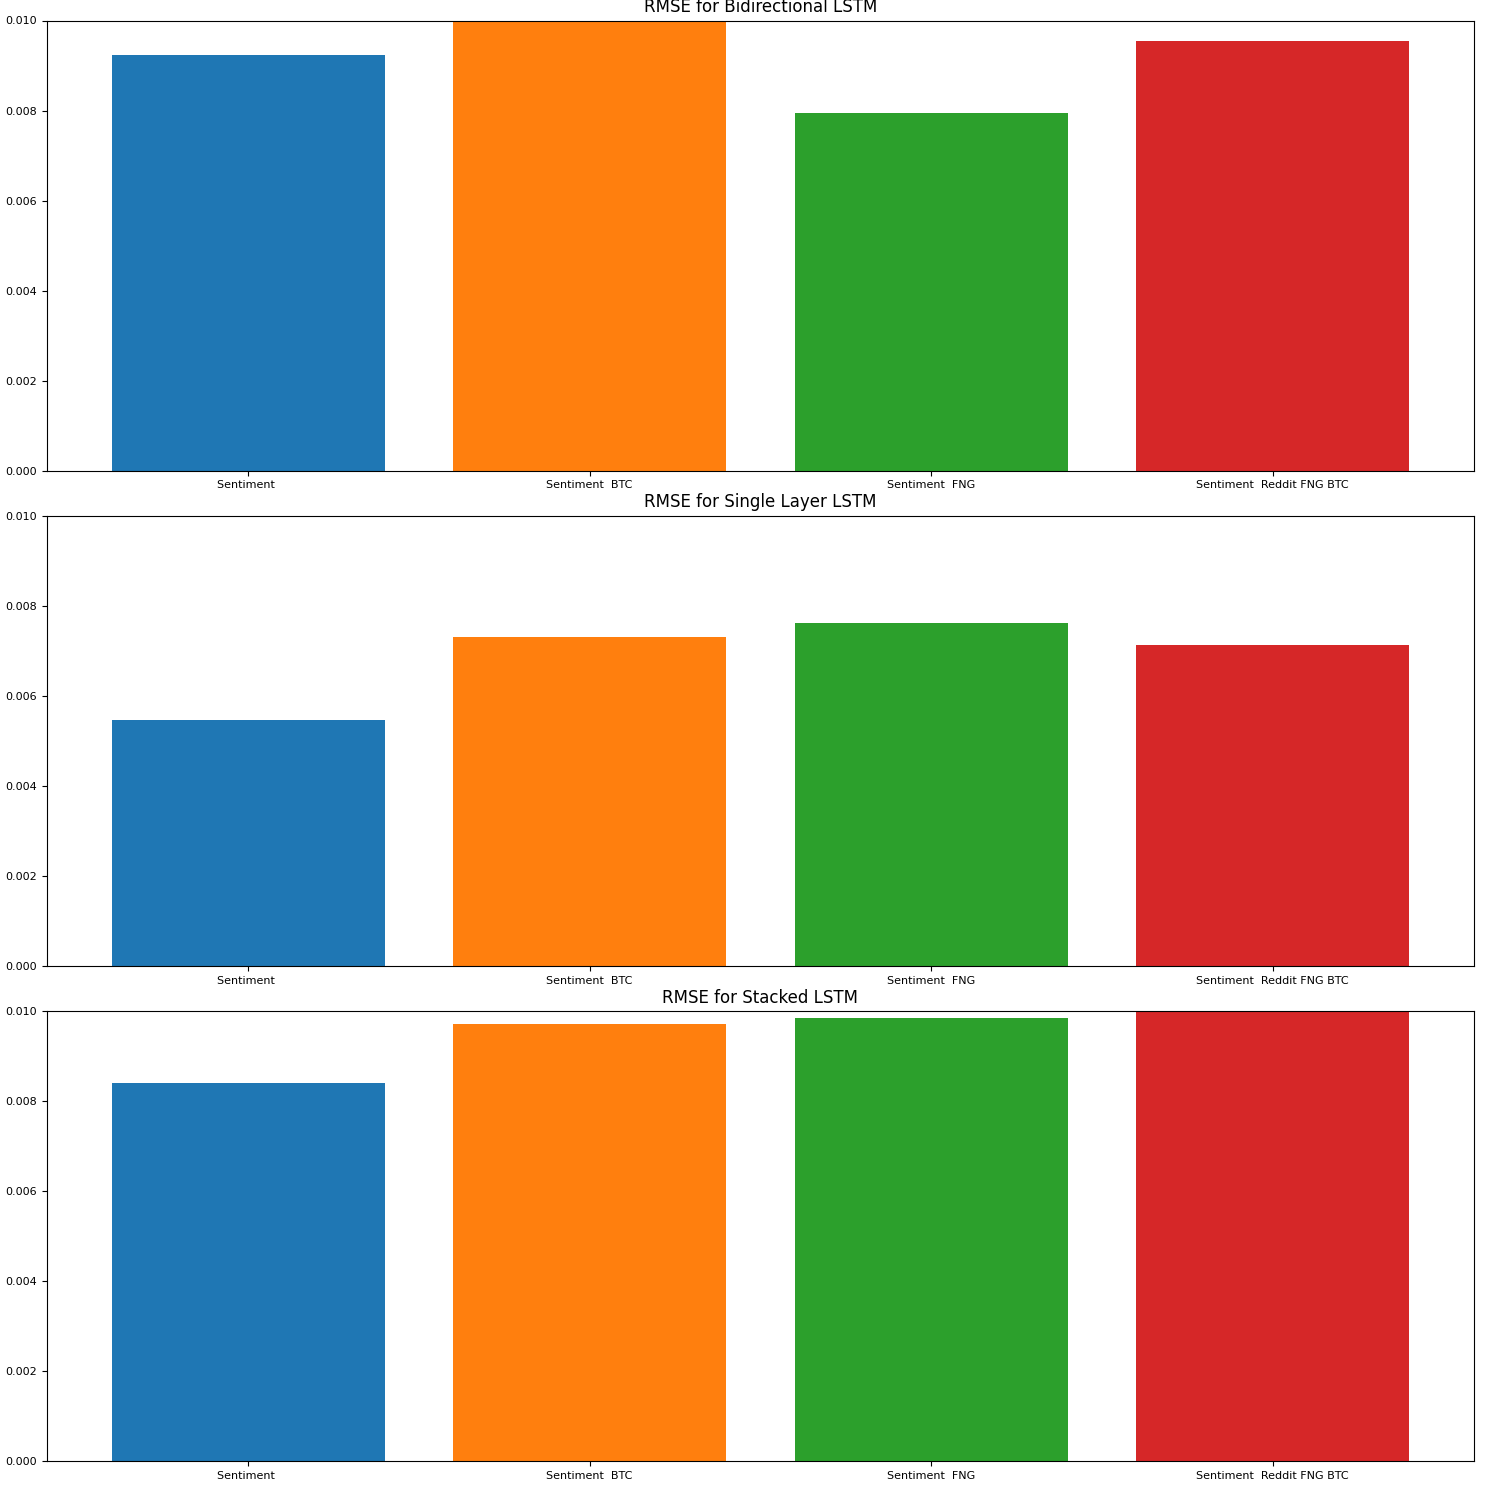 RMSE for Bidirectional LSTM
0.010
0.008
0.006
0.004
0.002
0.000
Sentiment
Sentiment  BTC
Sentiment  FNG
Sentiment  Reddit FNG BTC
RMSE for Single Layer LSTM
0.010
0.008
0.006
0.004
0.002
0.000
Sentiment
Sentiment  BTC
Sentiment  FNG
Sentiment  Reddit FNG BTC
RMSE for Stacked LSTM
0.010
0.008
0.006
0.004
0.002
0.000
Sentiment
Sentiment  BTC
Sentiment  FNG
Sentiment  Reddit FNG BTC